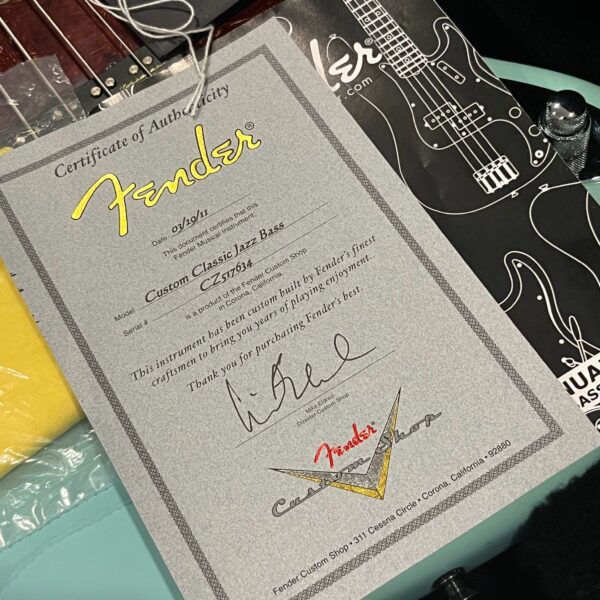 Certificate of Authenticity
Fender®
Date 03/29/11
This document certifies that this
Fender Musical Instrument.
Model Custom Classic Jazz Bass
Serial # CZ517634
is a product of the Fender Custom Shop
in Corona, California.
This instrument has been custom built by Fender's finest
craftsmen to bring you years of playing enjoyment
Thank you for purchasing Fender's best.
Mike Eldred
Director Custom Shop
Fender®
Custom Shop
Fender Custom Shop • 311 Cessna Circle • Corona, California • 92880
.com